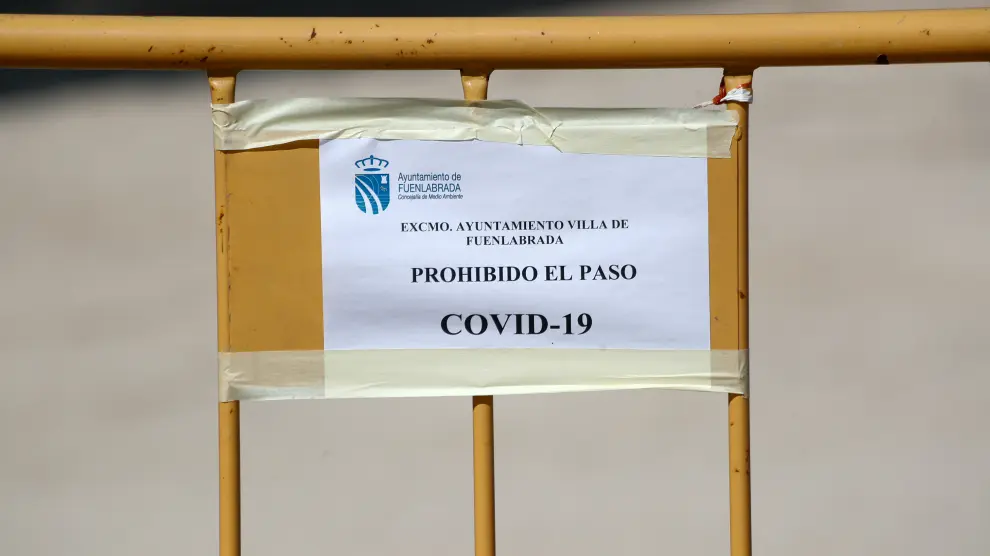 Ayuntamiento de
FUENLABRADA
Concejalía de Medio Ambiente
EXCMO. AYUNTAMIENTO VILLA DE
FUENLABRADA
PROHIBIDO EL PASO
COVID-19